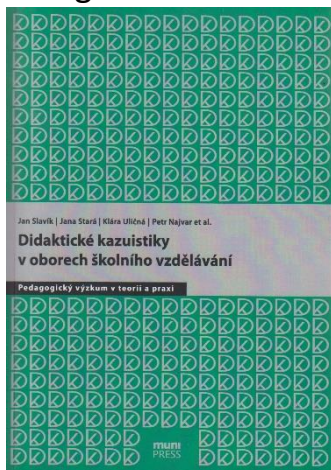 Jan Slavík | Jana Stará | Klára Uličná | Petr Najvar et al.
Didaktické kazuistiky
v oborech školního vzdělávání
Pedagogický výzkum v teorii a praxi
muni
PRESS